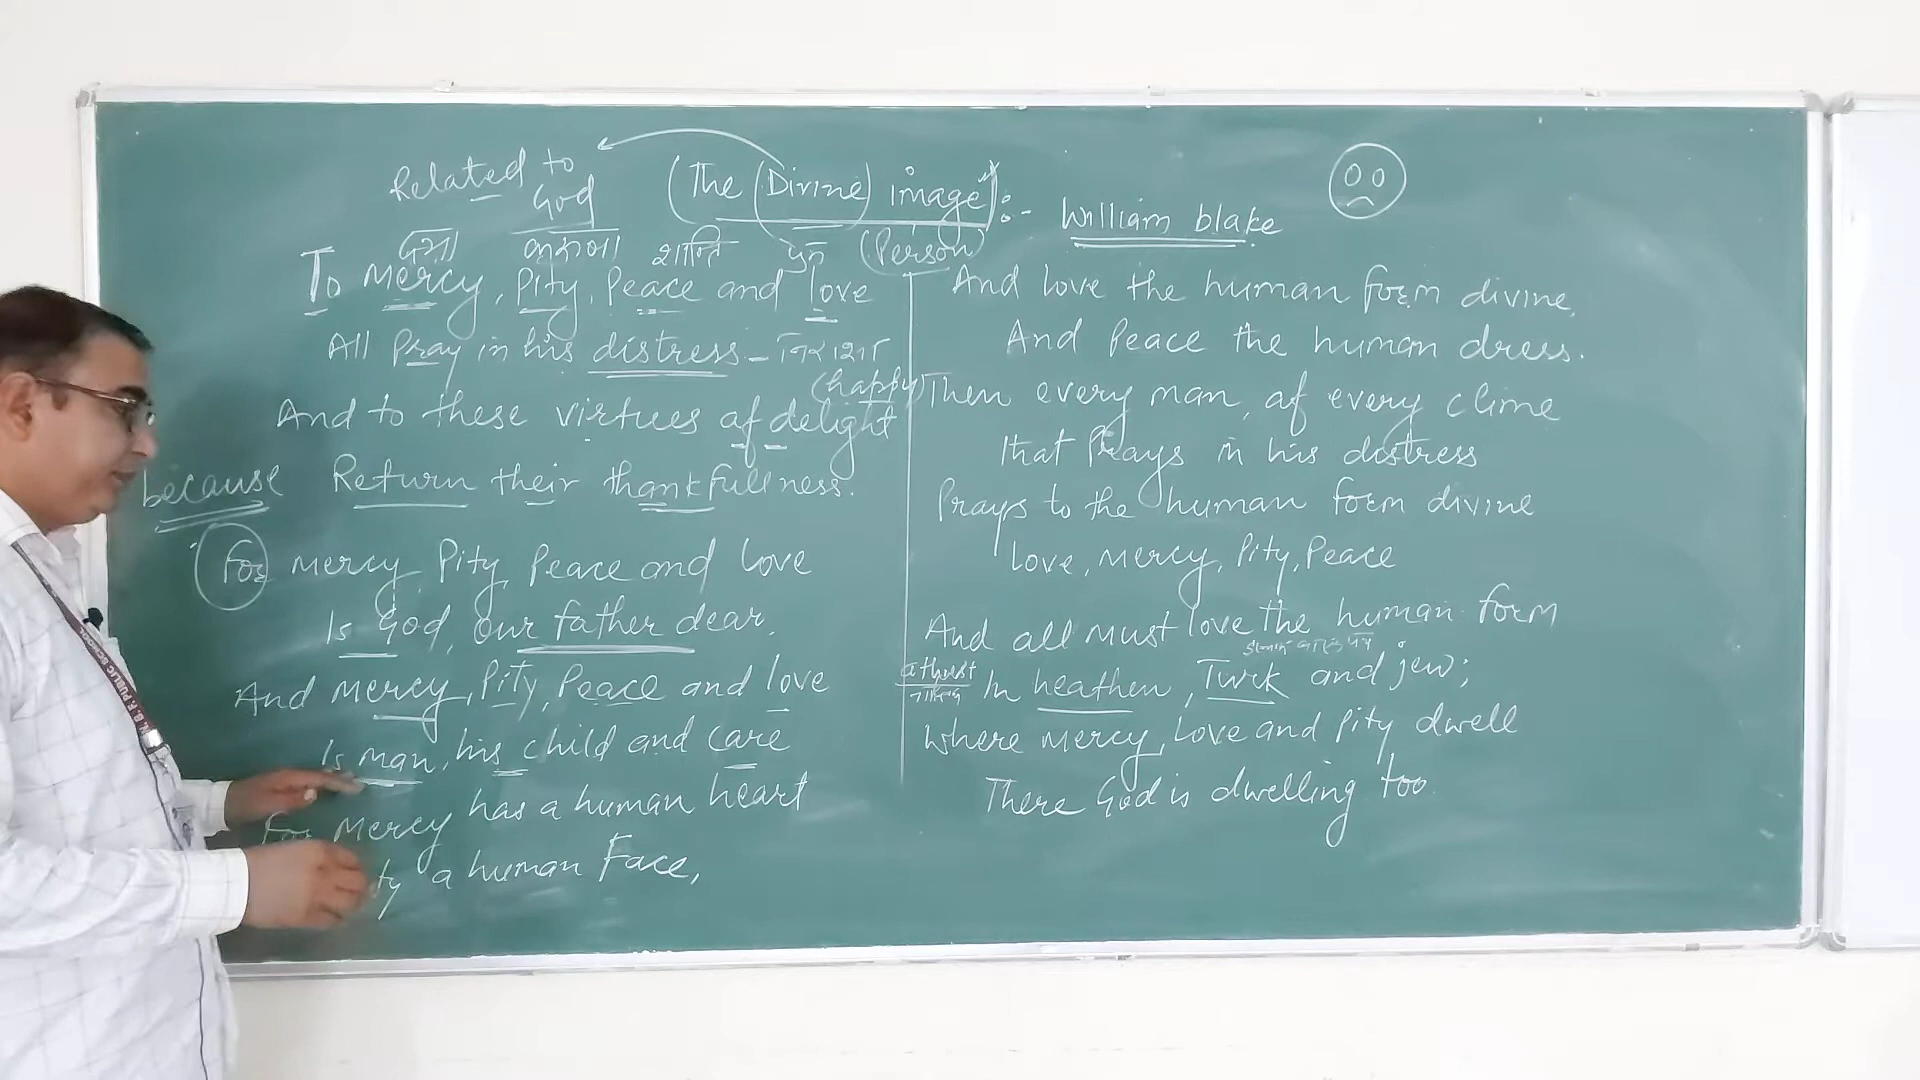 Related to
God
(The (Divine) image"):-
William blake
दया करुणा शान्ति (Person)
To Mercy, Pity, Peace and love
All Pray in his distress -
(happy)
And to these virtues of delight
because Return their thankfullness.
For mercy, Pity, Peace and Love
Is God, our father dear,
And Mercy, Pity, Peace and love
Is man, his child and care
For Mercy has a human heart
a human Face,
And love the human form divine,
And Peace the human dress.
Then every man, of every clime
that Prays in his distress
Prays to the human form divine
Love, Mercy, Pity, Peace
And all must love the human form
In heathen, Turk and jew;
Where Mercy, Love and Pity dwell
There God is dwelling too
PUBLIC SCHOOL